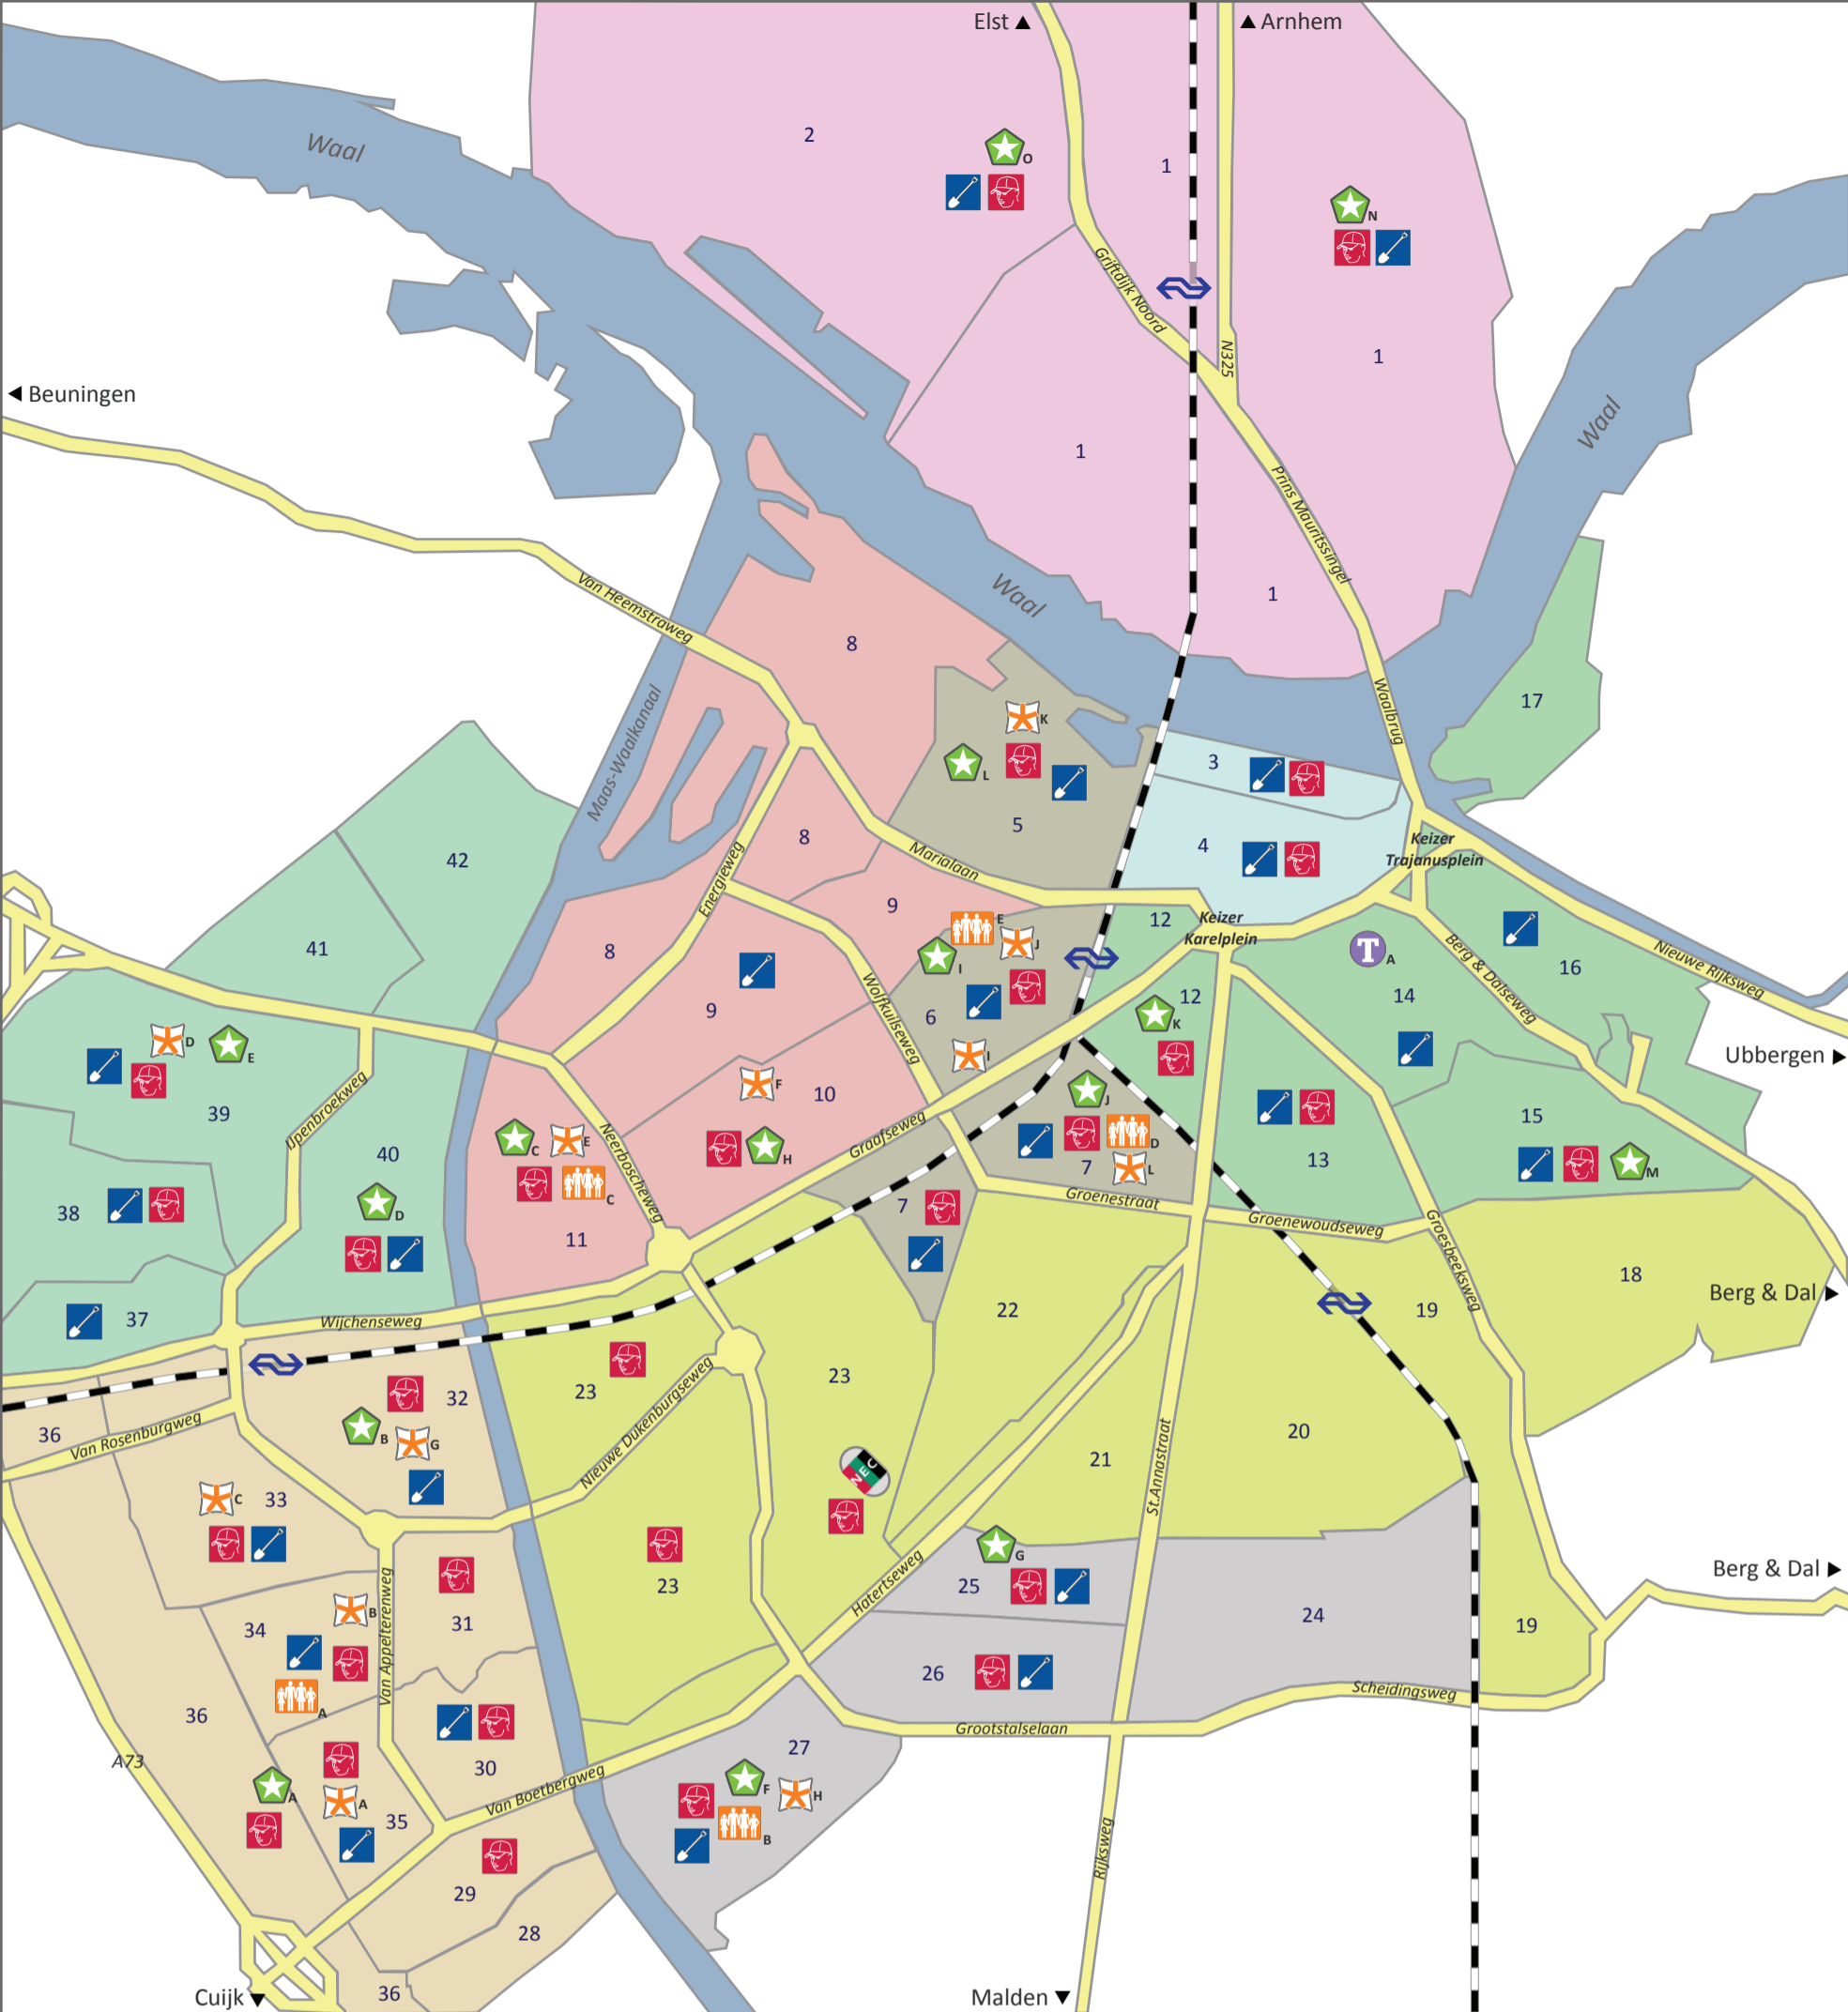 Elst ▲
▲ Arnhem
2
O
1
N
Waal
Griftdijk Noord
N325
1
◀ Beuningen
Waal
1
Prins Mauritssingel
Van Heemstraweg
Waal
1
8
Maas-Waalkanaal
Waalbrug
17
K
L
3
5
8
Marialaan
4
Keizer
Trajanusplein
42
Energieweg
9
E
J
I
12
Keizer
Karelplein
A
Berg & Dalseweg
16
Nieuwe Rijksweg
41
8
9
Wolfkuilseweg
6
I
12
K
14
Ubbergen ▶
D
E
39
IJpenbroekweg
F
10
J
15
M
40
C
E
C
Neerboscheweg
H
Graafseweg
D
7
L
13
38
D
11
7
Groenestraat
Groenewoudseweg
Groesbeekseweg
37
Wijchenseweg
22
19
18
Berg & Dal ▶
36
Van Rosenburgweg
32
B
G
23
Nieuwe Dukenburgseweg
23
NEC
21
St.Annastraat
20
C
33
B
34
A
Van Appelterenweg
31
23
Hatertseweg
G
25
24
19
Berg & Dal ▶
36
26
Scheidingsweg
A73
30
Grootstalselaan
27
A
A
35
Van Boetbergweg
F
H
B
29
28
Rijksweg
36
Cuijk ▼
Malden ▼